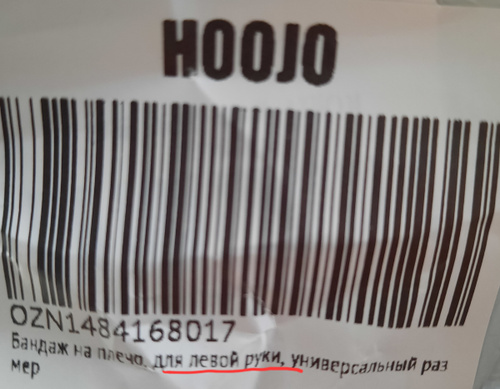 HOOJO
OZN1484168017
Бандаж на плечо, для левой руки, универсальный раз
мер